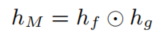 h_M = h_f ⊙ h_g